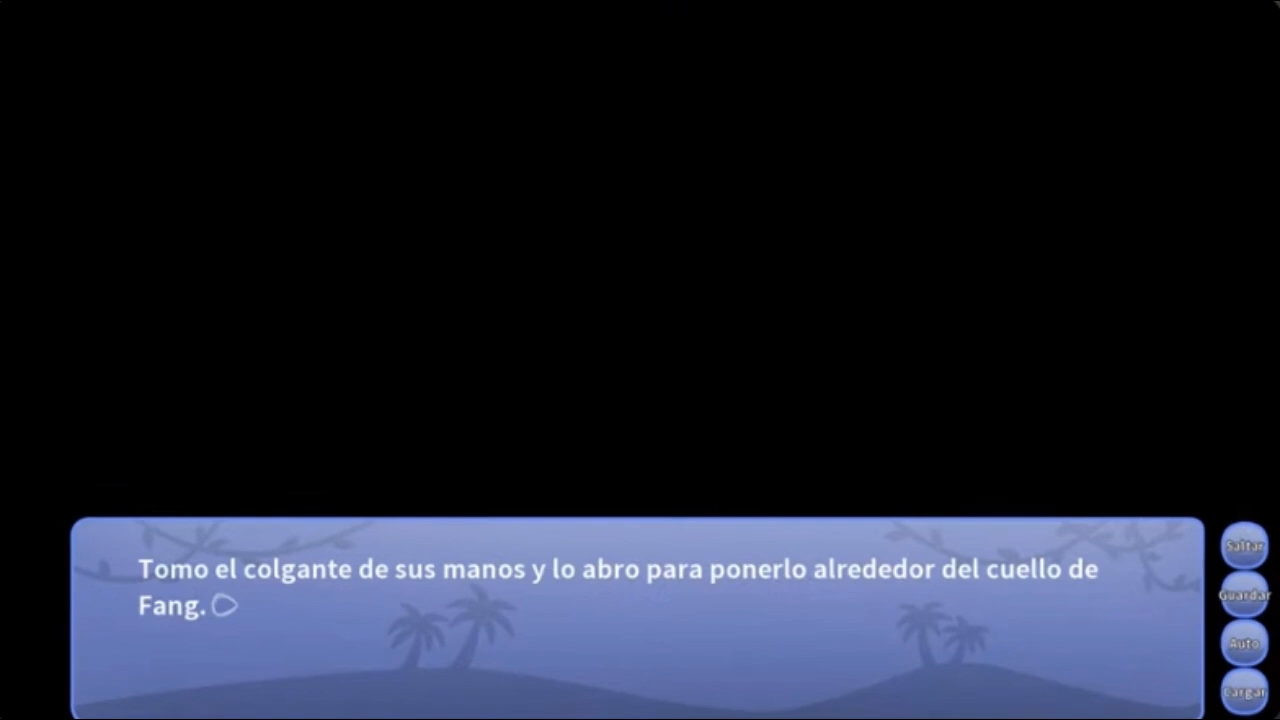 Tomo el colgante de sus manos y lo abro para ponerlo alrededor del cuello de
Fang.
Saltar
Guardar
Auto
Cargar